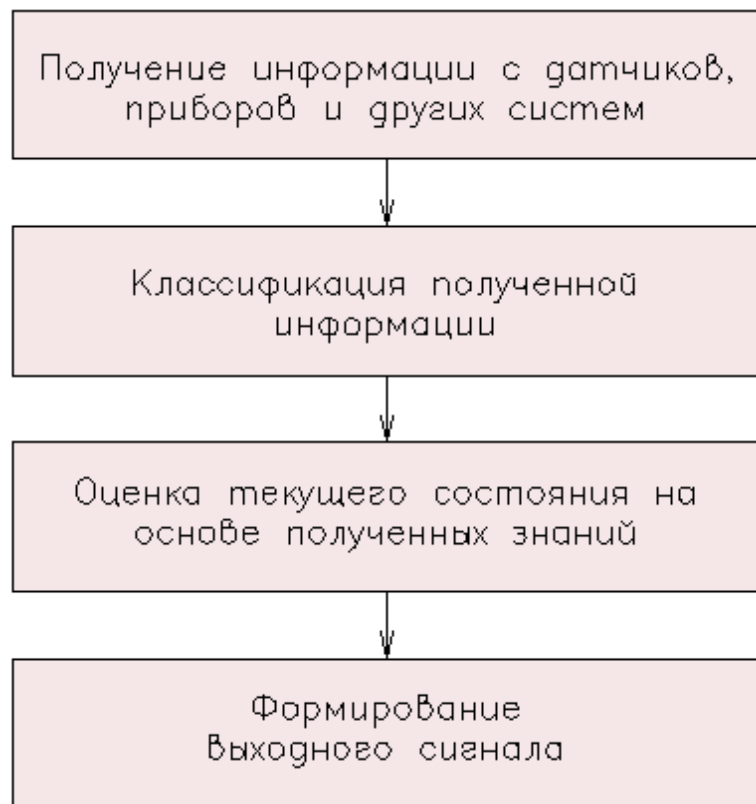 Получение информации с датчиков,
приборов и других систем
Классификация полученной
информации
Оценка текущего состояния на
основе полученных знаний
Формирование
выходного сигнала